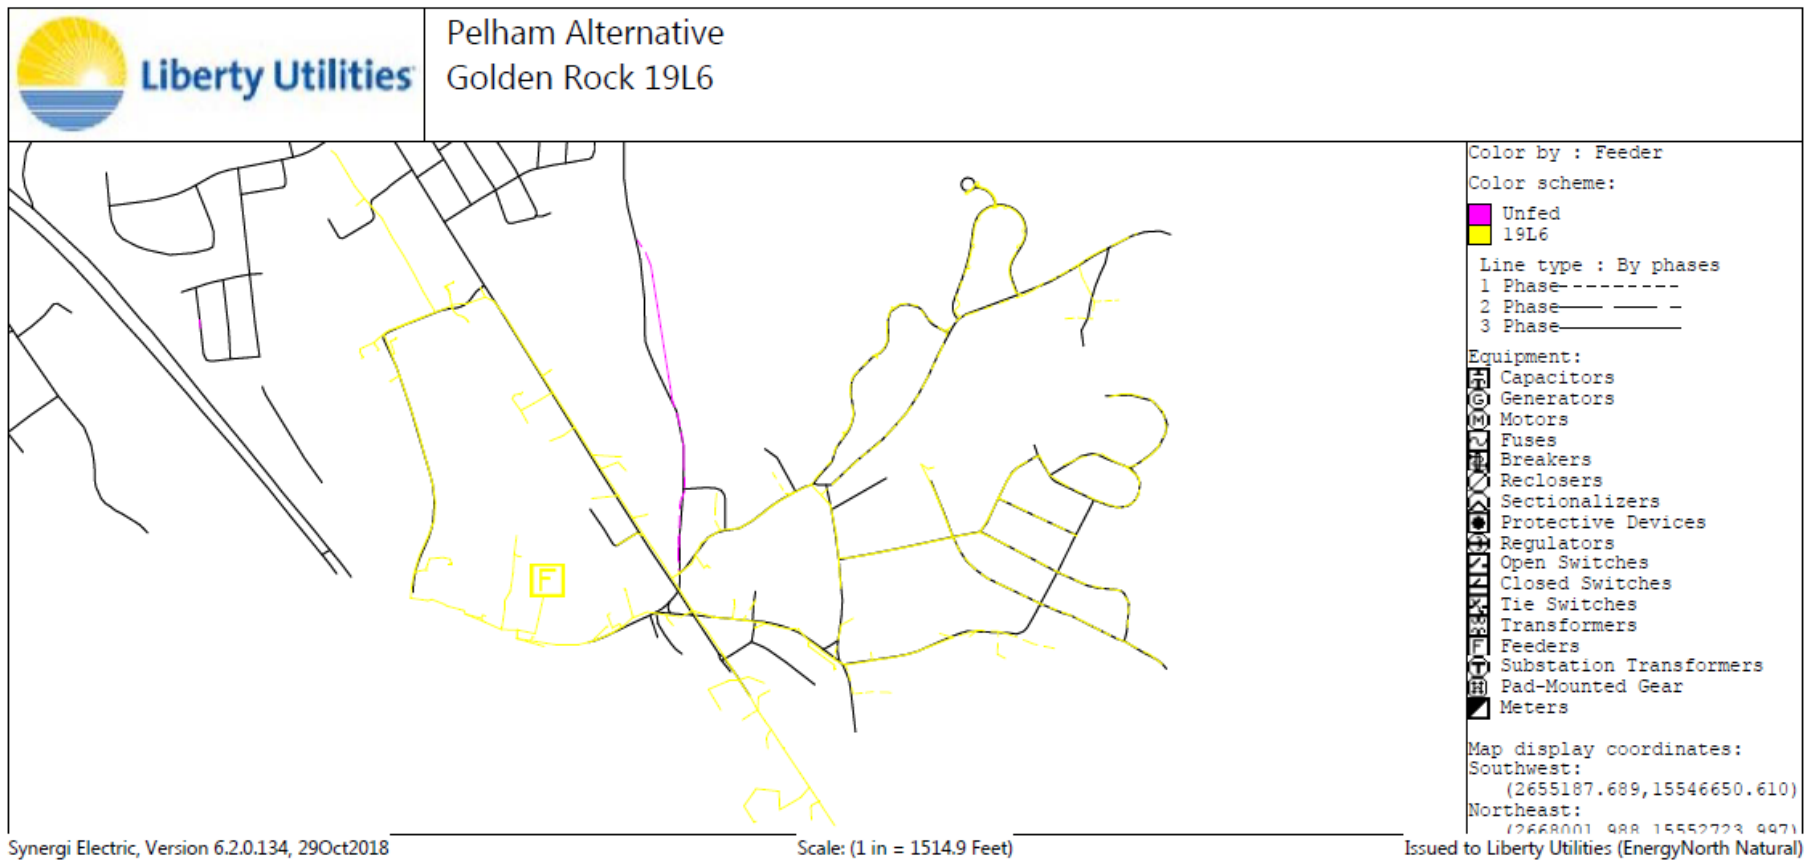 Liberty Utilities
Pelham Alternative
Golden Rock 19L6
Color by : Feeder
Color scheme:
Unfed
19L6
Line type : By phases
1 Phase
2 Phase
3 Phase
Equipment:
Capacitors
G Generators
M Motors
Fuses
Breakers
Reclosers
Sectionalizers
Protective Devices
Regulators
Open Switches
Closed Switches
Tie Switches
Transformers
F Feeders
T Substation Transformers
Pad-Mounted Gear
Meters
Map display coordinates:
Southwest:
(2655187.689,15546650.610)
Northeast:
(2668001.988,15552723.997)
F
Synergi Electric, Version 6.2.0.134, 29Oct2018
Scale: (1 in = 1514.9 Feet)
Issued to Liberty Utilities (EnergyNorth Natural)